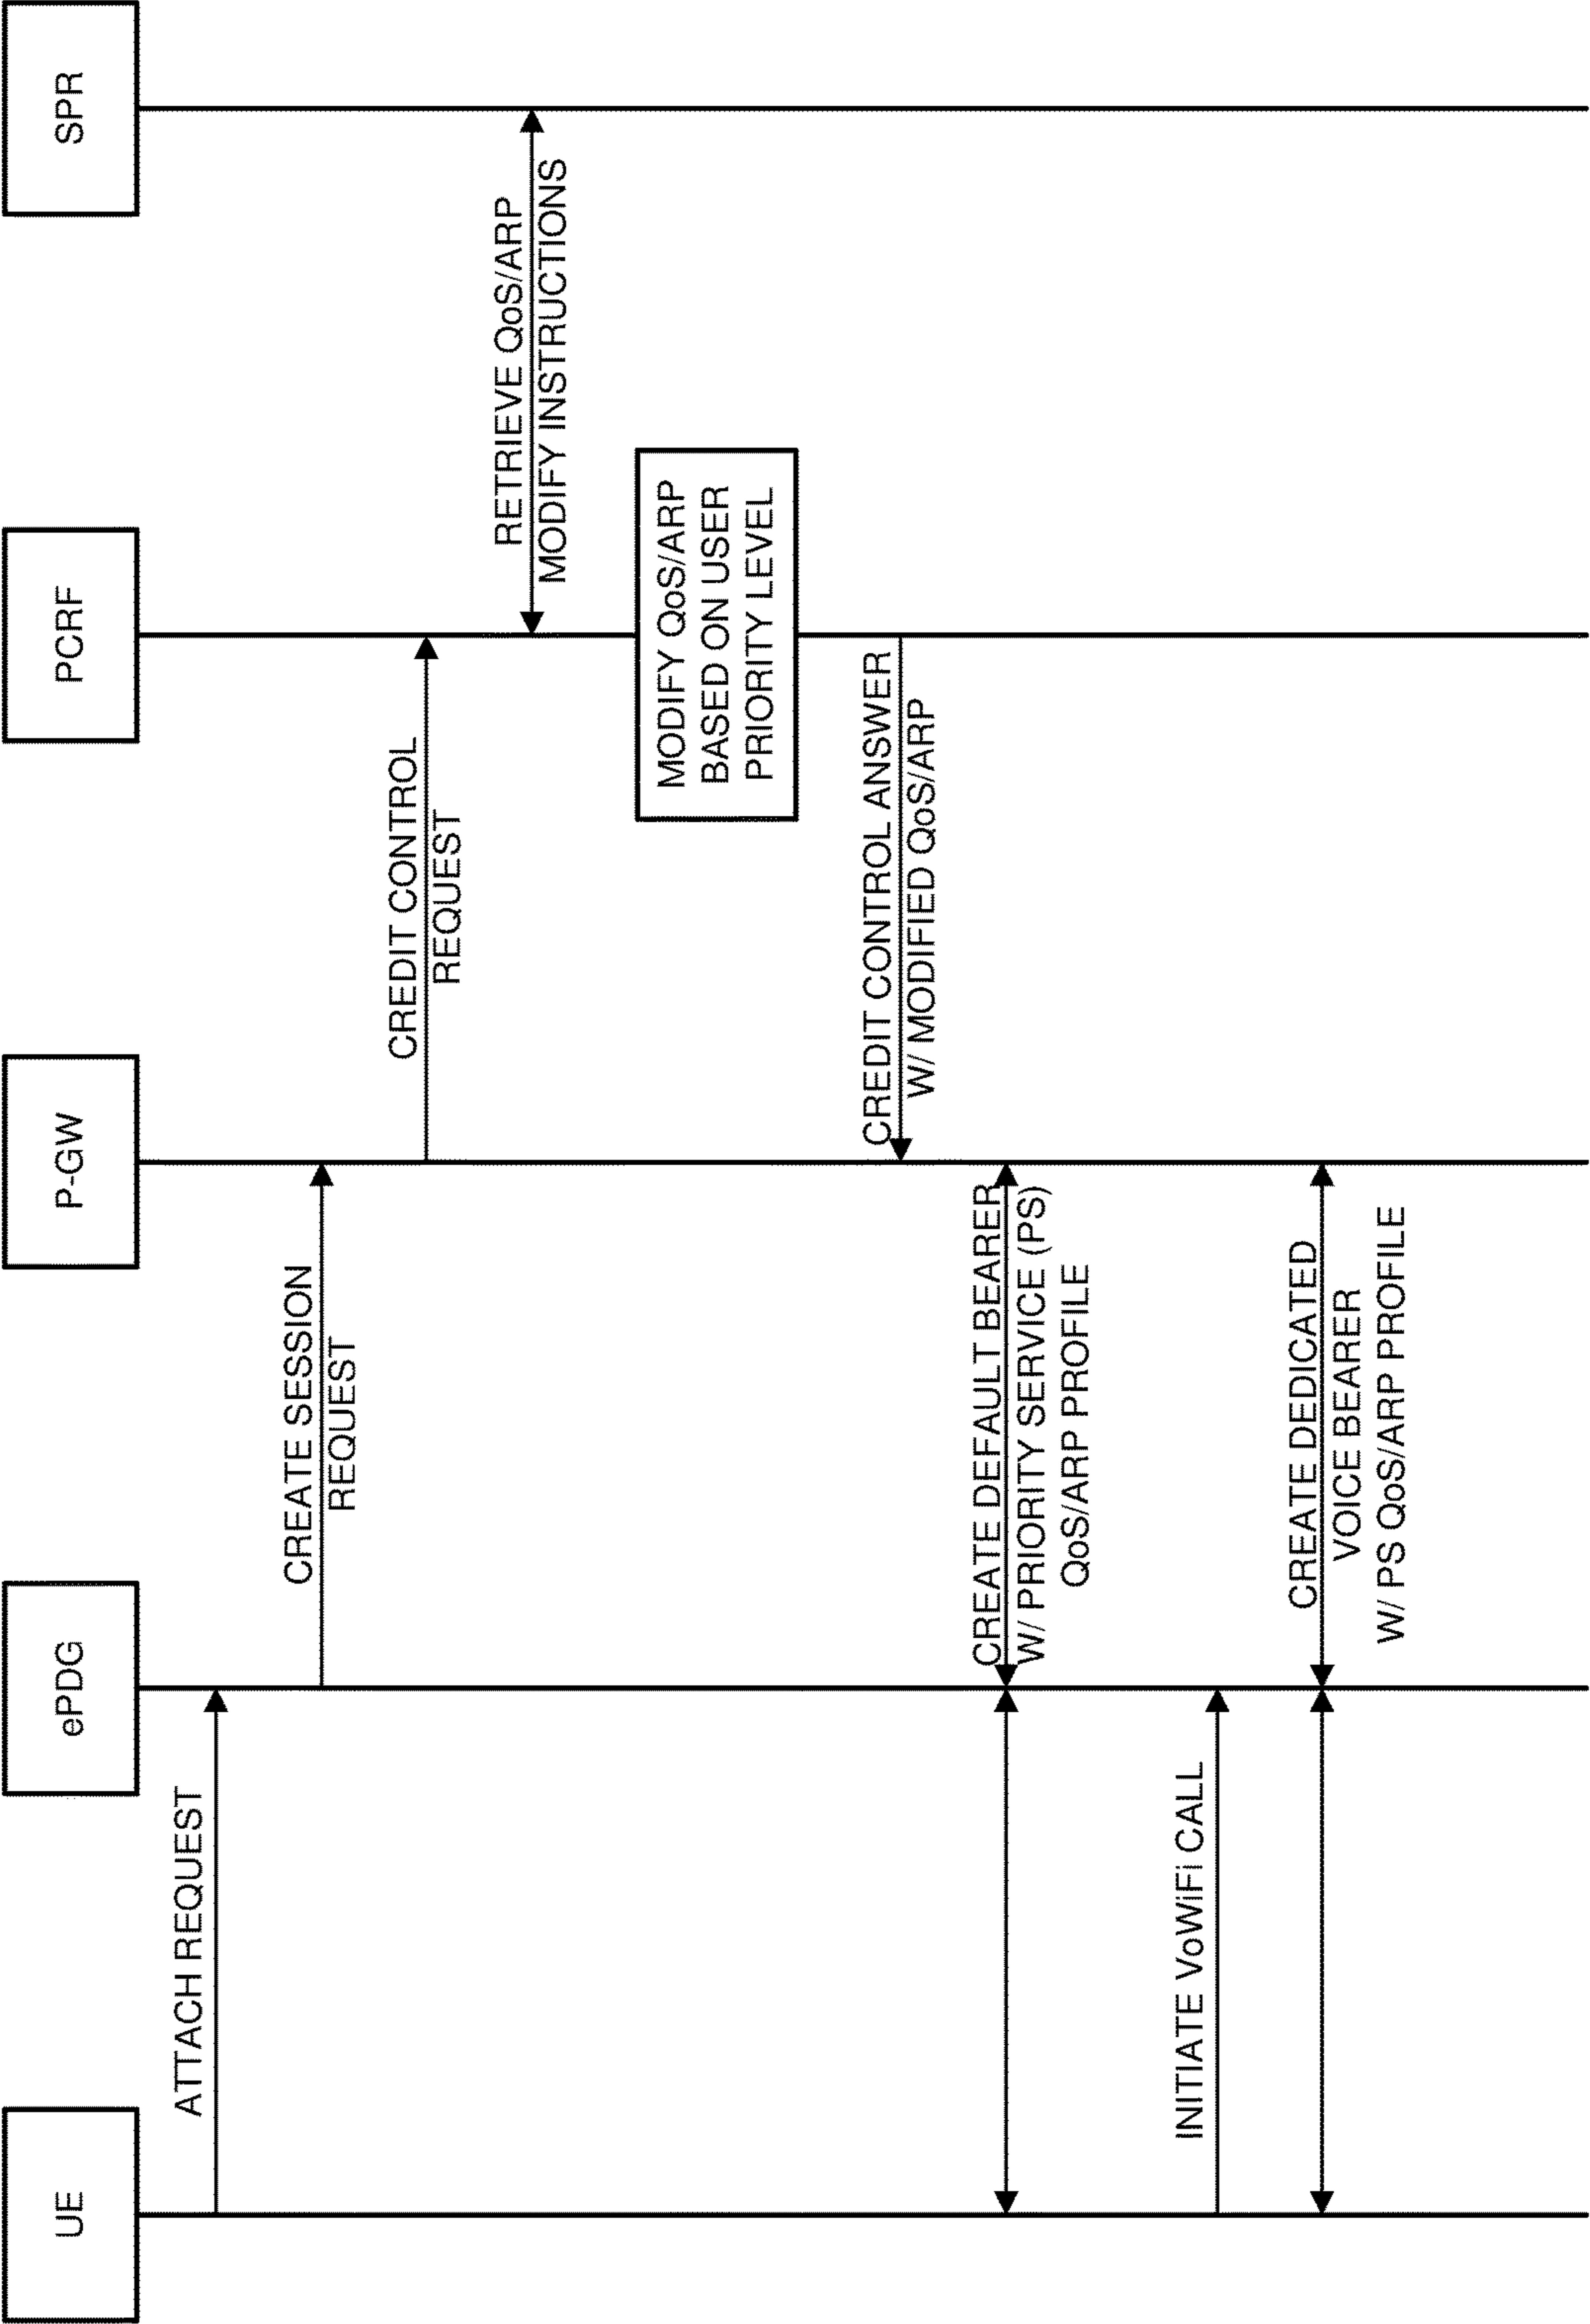 UE
ePDG
P-GW
PCRF
SPR
ATTACH REQUEST
CREATE SESSION
REQUEST
CREDIT CONTROL
REQUEST
RETRIEVE QoS/ARP
MODIFY INSTRUCTIONS
MODIFY QoS/ARP
BASED ON USER
PRIORITY LEVEL
CREDIT CONTROL ANSWER
W/ MODIFIED QoS/ARP
CREATE DEFAULT BEARER
W/ PRIORITY SERVICE (PS)
QoS/ARP PROFILE
INITIATE VoWiFi CALL
CREATE DEDICATED
VOICE BEARER
W/ PS QoS/ARP PROFILE